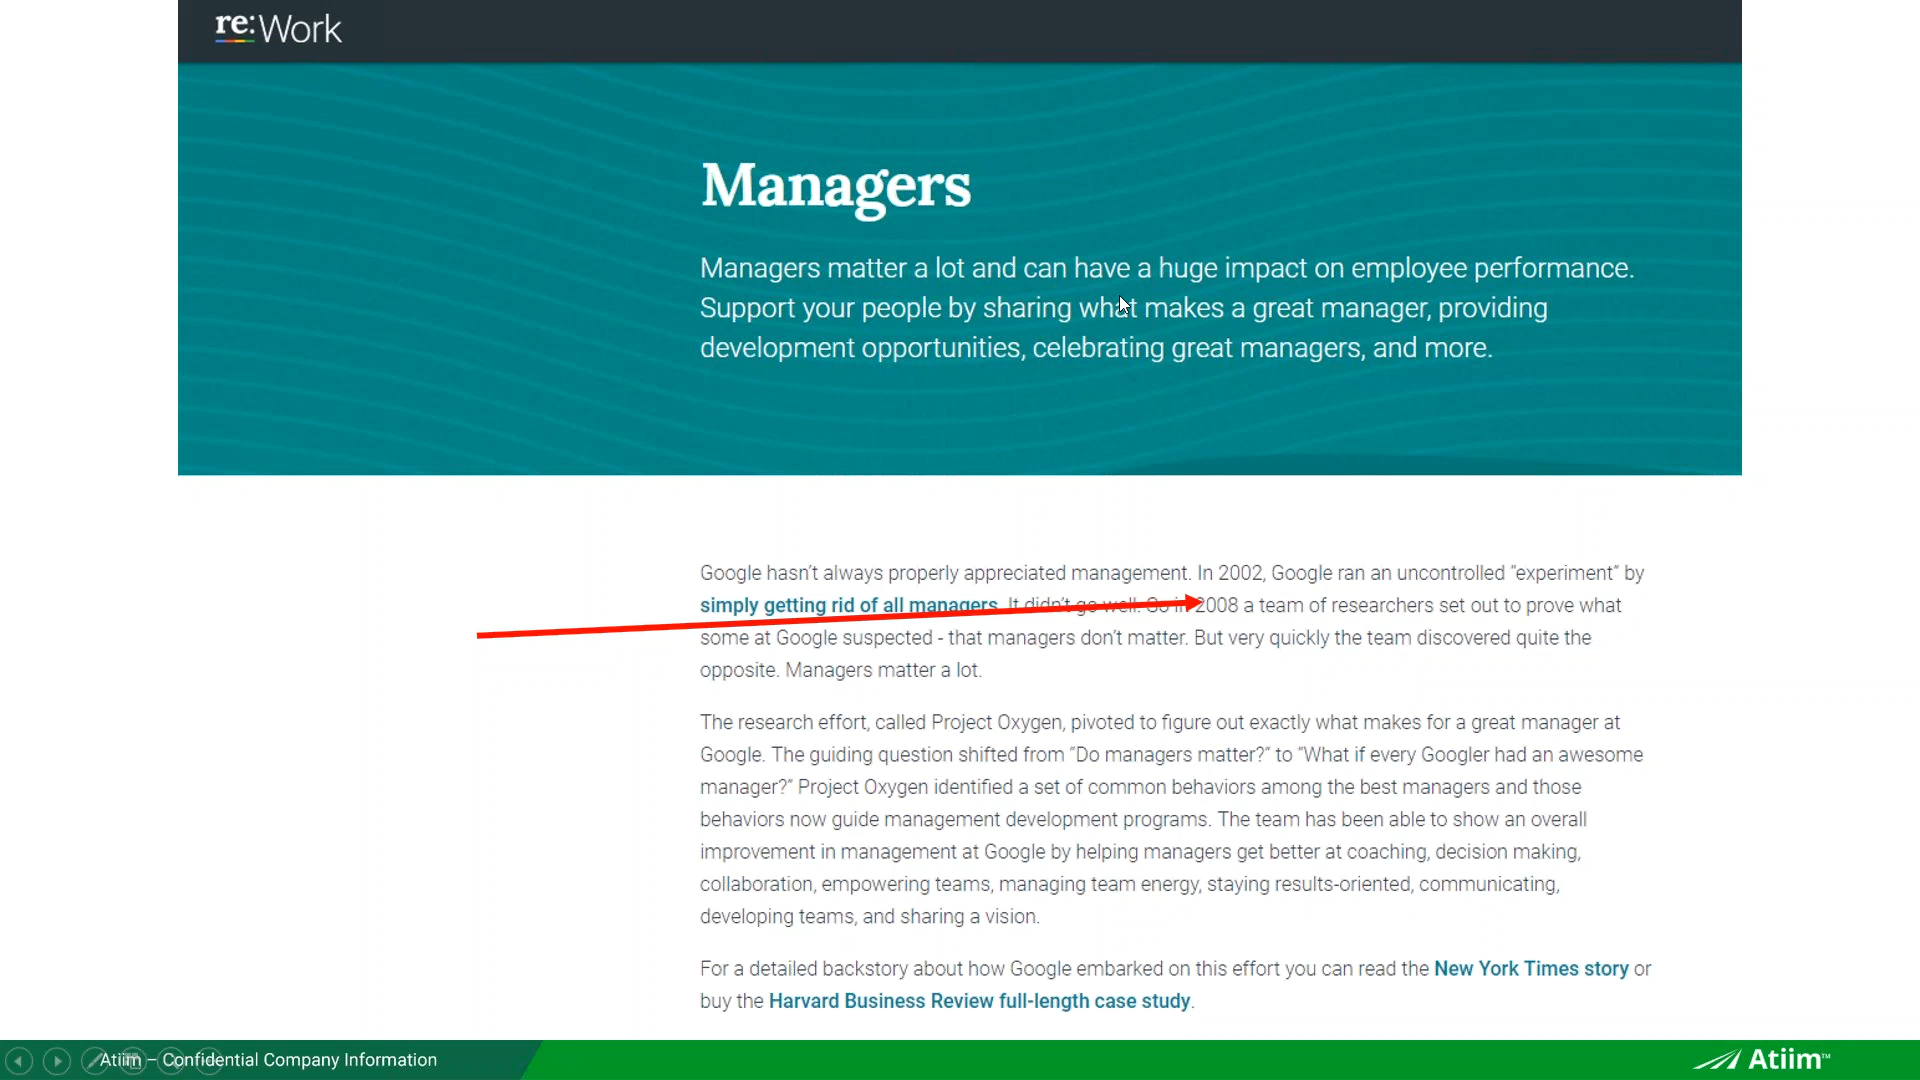 re:Work
Managers
Managers matter a lot and can have a huge impact on employee performance.
Support your people by sharing what makes a great manager, providing
development opportunities, celebrating great managers, and more.
Google hasn't always properly appreciated management. In 2002, Google ran an uncontrolled "experiment" by
simply getting rid of all managers. It didn't go well. So in 2008 a team of researchers set out to prove what
some at Google suspected - that managers don't matter. But very quickly the team discovered quite the
opposite. Managers matter a lot.
The research effort, called Project Oxygen, pivoted to figure out exactly what makes for a great manager at
Google. The guiding question shifted from "Do managers matter?" to "What if every Googler had an awesome
manager?" Project Oxygen identified a set of common behaviors among the best managers and those
behaviors now guide management development programs. The team has been able to show an overall
improvement in management at Google by helping managers get better at coaching, decision making,
collaboration, empowering teams, managing team energy, staying results-oriented, communicating,
developing teams, and sharing a vision.
For a detailed backstory about how Google embarked on this effort you can read the New York Times story or
buy the Harvard Business Review full-length case study.
Atiim – Confidential Company Information
Atiim™